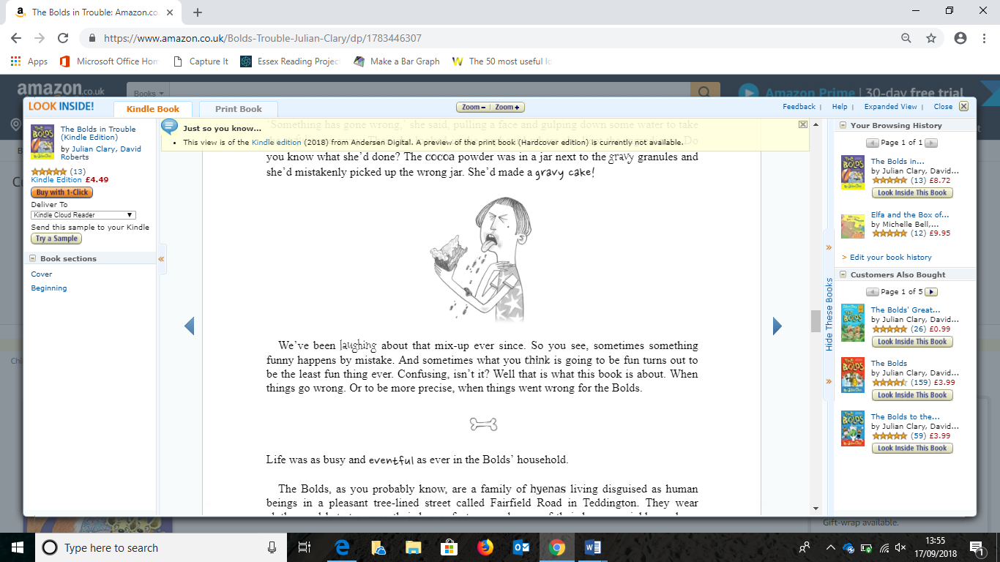 The Bolds in Trouble: Amazon.co.
https://www.amazon.co.uk/Bolds-Trouble-Julian-Clary/dp/1783446307
Apps
Microsoft Office Hom
Capture It
Essex Reading Projec
Make a Bar Graph
The 50 most useful Id
amazon.co.uk
Books
Amazon Prime | 30-day free trial
LOOK INSIDE!
Kindle Book
Print Book
Zoom - Zoom +
Feedback | Help | Expanded View | Close
The Bolds in Trouble
(Kindle Edition)
by Julian Clary, David
Roberts
(13)
Kindle Edition £4.49
Buy with 1-Click
Deliver To
Kindle Cloud Reader
Send this sample to your Kindle
Try a Sample
Book sections
Cover
Beginning
Just so you know...
'Something has gone wrong,' she said, pulling a face and gulping down some water to take
• This view is of the Kindle edition (2018) from Andersen Digital. A preview of the print book (Hardcover edition) is currently not available.
Do
you know what she'd done? The cocoa powder was in a jar next to the gravy granules and
she'd mistakenly picked up the wrong jar. She'd made a gravy cake!
We've been laughing about that mix-up ever since. So you see, sometimes something
funny happens by mistake. And sometimes what you think is going to be fun turns out to
be the least fun thing ever. Confusing, isn't it? Well that is what this book is about. When
things go wrong. Or to be more precise, when things went wrong for the Bolds.
Life was as busy and eventful as ever in the Bolds' household.
The Bolds, as you probably know, are a family of hyenas living disguised as human
beings in a pleasant tree-lined street called Fairfield Road in Teddington. They wear
Hide These Books
Your Browsing History
Page 1 of 1
The Bolds in...
by Julian Clary, David...
(13) £8.72
Look Inside This Book
Elfa and the Box of...
by Michelle Bell,...
(12) £9.95
> Edit your book history
Customers Also Bought
Page 1 of 5
The Bolds' Great...
by Julian Clary, David...
(26) £0.99
Look Inside This Book
The Bolds
by Julian Clary, David...
(159) £3.99
Look Inside This Book
The Bolds to the...
by Julian Clary, David...
(59) £3.99
Look Inside This Book
Gift-wrap available.
Type here to search
13:55
17/09/2018